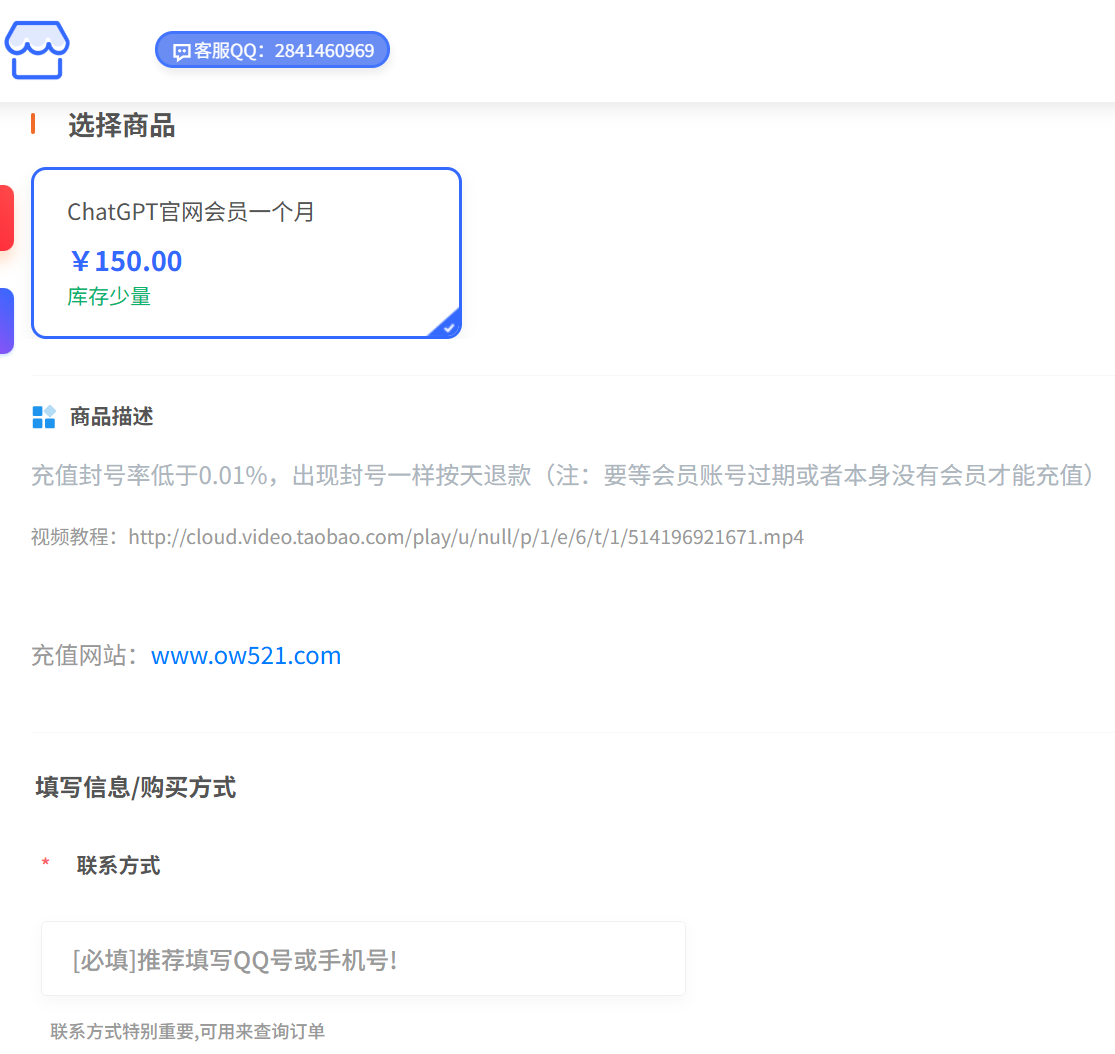 客服QQ：2841460969
选择商品
ChatGPT官网会员一个月
￥150.00
库存少量
商品描述
充值封号率低于0.01%，出现封号一样按天退款（注：要等会员账号过期或者本身没有会员才能充值）
视频教程：http://cloud.video.taobao.com/play/u/null/p/1/e/6/t/1/514196921671.mp4
充值网站：www.ow521.com
填写信息/购买方式
* 联系方式
[必填]推荐填写QQ号或手机号!
联系方式特别重要,可用来查询订单